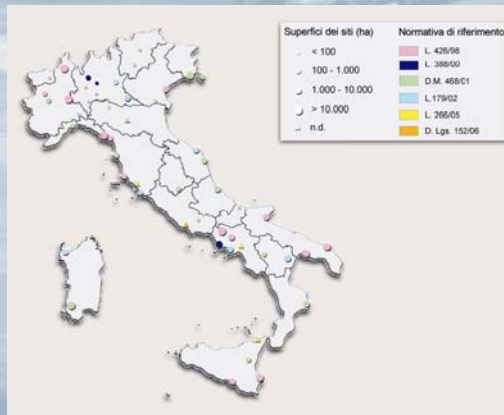 Superfici dei siti (ha)
< 100
100 - 1.000
1.000 - 10.000
> 10.000
n.d.
Normativa di riferimento
L. 426/98
L. 388/00
D.M. 468/01
L.179/02
L. 266/05
D. Lgs. 152/06